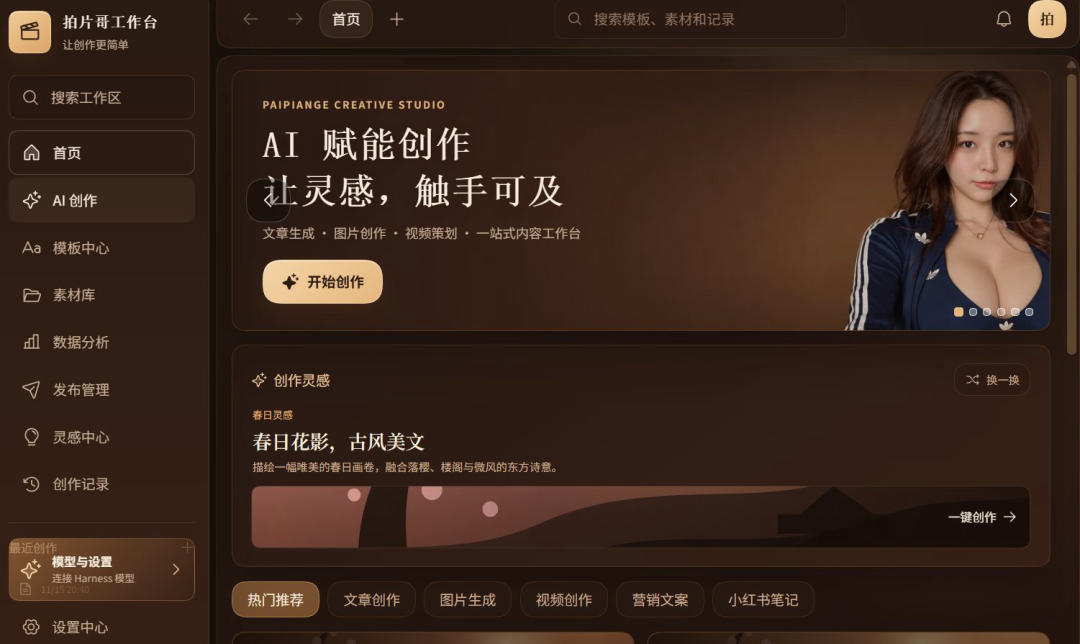 拍片哥工作台
让创作更简单
搜索工作区
首页
AI 创作
Aa 模板中心
素材库
数据分析
发布管理
灵感中心
创作记录
最近创作
模型与设置
连接 Harness 模型
11/15 20:40
设置中心
首页
搜索模板、素材和记录
拍
PAIPIANGE CREATIVE STUDIO
AI 赋能创作
让灵感，触手可及
文章生成 · 图片创作 · 视频策划 · 一站式内容工作台
开始创作
创作灵感
换一换
春日灵感
春日花影，古风美文
描绘一幅唯美的春日画卷，融合落樱、楼阁与微风的东方诗意。
一键创作 →
热门推荐
文章创作
图片生成
视频创作
营销文案
小红书笔记